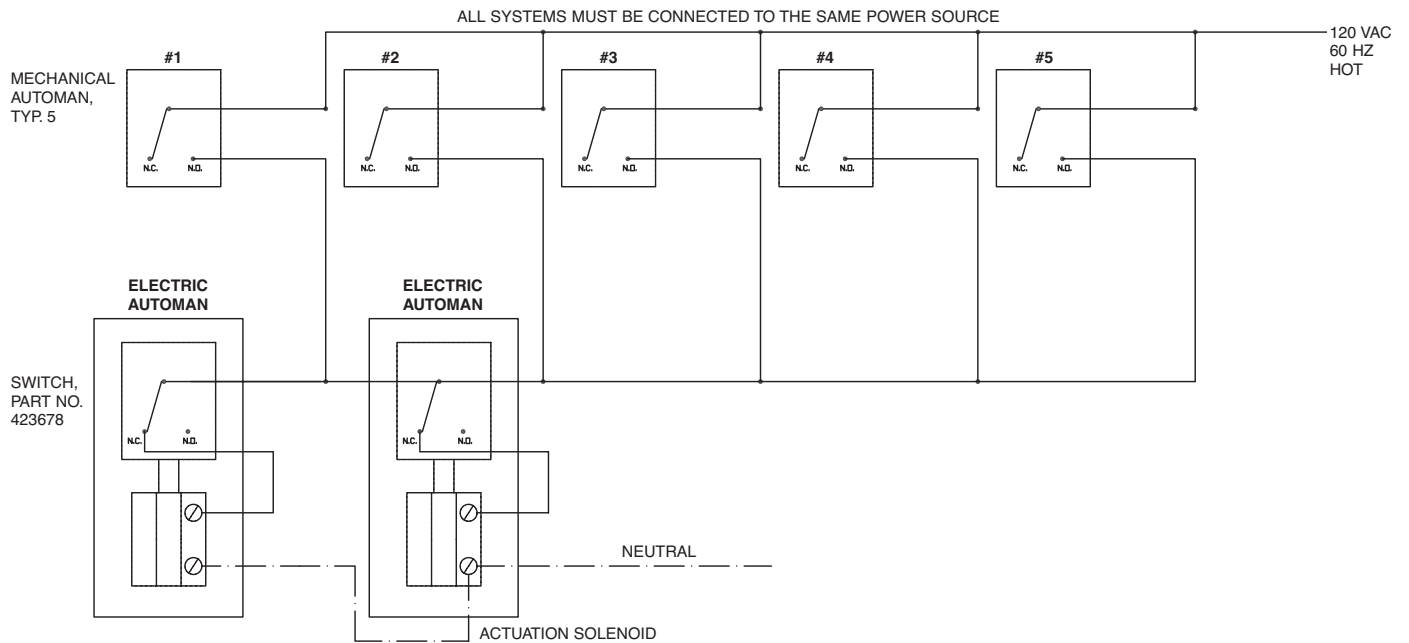 ALL SYSTEMS MUST BE CONNECTED TO THE SAME POWER SOURCE
120 VAC
60 HZ
HOT
#1
#2
#3
#4
#5
MECHANICAL
AUTOMAN,
TYP. 5
N.C.
N.O.
N.C.
N.O.
N.C.
N.O.
N.C.
N.O.
N.C.
N.O.
ELECTRIC
AUTOMAN
ELECTRIC
AUTOMAN
SWITCH,
PART NO.
423678
N.C.
N.O.
N.C.
N.O.
NEUTRAL
ACTUATION SOLENOID